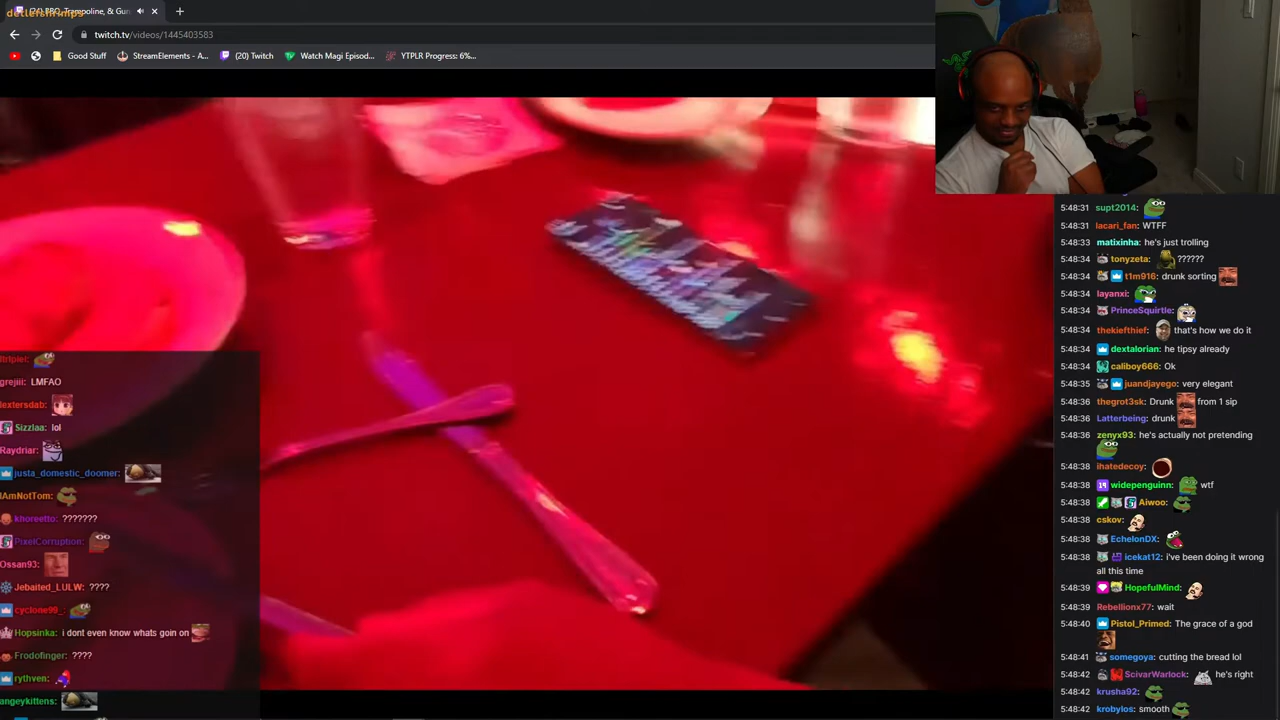 BBQ, Trampoline, & Gu
twitch.tv/videos/1445403583
Good Stuff
StreamElements - A...
(20) Twitch
Watch Magi Episod...
YTPLR Progress: 6%...
grejiii: LMFAO
lextersdab:
Sizzlaa: lol
Raydriar:
justa_domestic_doomer:
IAmNotTom:
khoreetto: ???????
PixelCorruption:
Ossan93:
Jebaited_LULW: ????
cyclone99_:
Hopsinka: i dont even know whats goin on
Frodofinger: ????
rythven:
angeykittens:
5:48:31 supt2014:
5:48:31 lacari_fan: WTFF
5:48:33 matixinha: he's just trolling
5:48:34 tonyzeta: ??????
5:48:34 t1m916: drunk sorting
5:48:34 layanxi:
5:48:34 PrinceSquirtle:
5:48:34 thekiefthief: that's how we do it
5:48:34 dextalorian: he tipsy already
5:48:34 caliboy666: Ok
5:48:35 juandjayego: very elegant
5:48:36 thegrot3sk: Drunk from 1 sip
5:48:36 Latterbeing: drunk
5:48:36 zenyx93: he's actually not pretending
5:48:38 ihatedecoy:
5:48:38 widepenguinn: wtf
5:48:38 Aiwoo:
5:48:38 cskov:
5:48:38 EchelonDX:
5:48:38 icekat12: i've been doing it wrong
all this time
5:48:39 HopefulMind:
5:48:39 Rebellionx77: wait
5:48:40 Pistol_Primed: The grace of a god
5:48:41 somegoya: cutting the bread lol
5:48:42 ScivarWarlock: he's right
5:48:42 krusha92:
5:48:42 krobylos: smooth